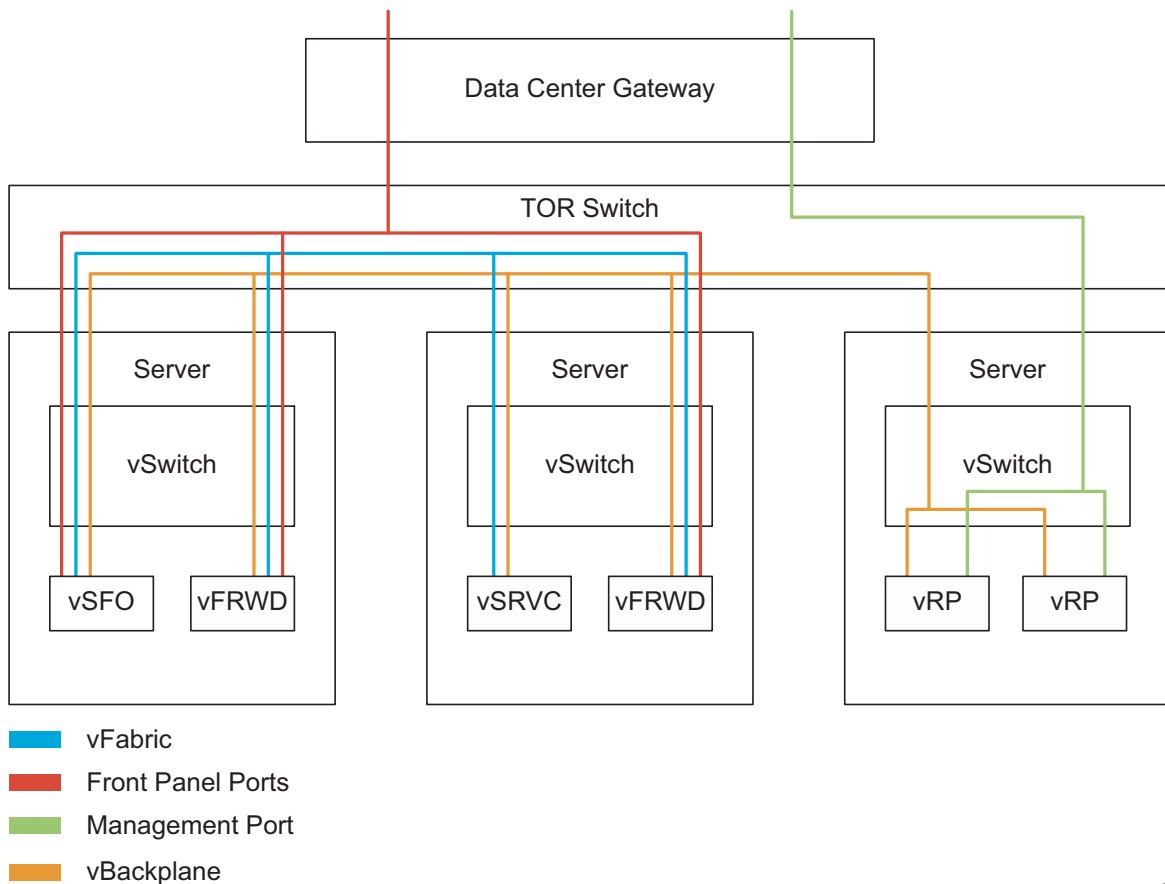 Data Center Gateway
TOR Switch
Server
Server
Server
vSwitch
vSwitch
vSwitch
vSFO
vFRWD
vSRVC
vFRWD
vRP
vRP
vFabric
Front Panel Ports
Management Port
vBackplane